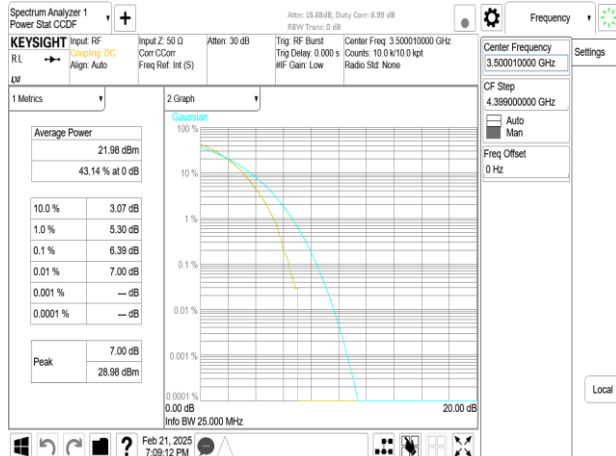 Spectrum Analyzer 1
Power Stat CCDF
+
Attn: 15.68dB, Duty Corr: 6.99 dB
RBW Trans: 0 dB
Frequency
KEYSIGHT
RL
LXI
Input: RF
Coupling: DC
Align: Auto
Input Z: 50 Ω
Corr CCorr
Freq Ref: Int (S)
Atten: 30 dB
Trig: RF Burst
Trig Delay: 0.000 s
#IF Gain: Low
Center Freq: 3.500010000 GHz
Counts: 10.0 k/10.0 kpt
Radio Std: None
Center Frequency
3.500010000 GHz
Settings
CF Step
4.399000000 GHz
Auto
Man
Freq Offset
0 Hz
1 Metrics
Average Power
21.98 dBm
43.14 % at 0 dB
10.0 % 3.07 dB
1.0 % 5.30 dB
0.1 % 6.39 dB
0.01 % 7.00 dB
0.001 % --- dB
0.0001 % --- dB
Peak
7.00 dB
28.98 dBm
2 Graph
Gaussian
100 %
10 %
1 %
0.1 %
0.01 %
0.001 %
0.0001 %
0.00 dB
20.00 dB
Info BW 25.000 MHz
Local
?
Feb 21, 2025
7:09:12 PM